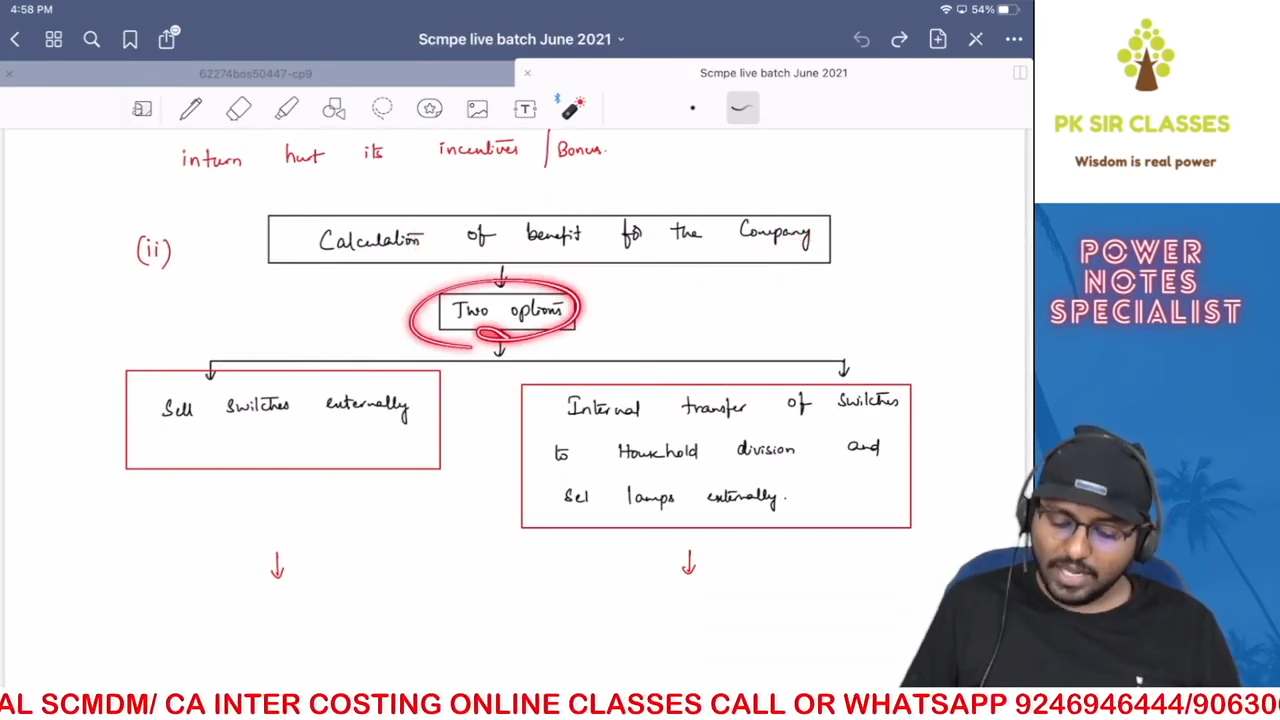 4:58 PM
54%
Scmpe live batch June 2021
62274bos50447-cp9
Scmpe live batch June 2021
PK SIR CLASSES
Wisdom is real power
inturn hurt its incentives / Bonus.
(ii) Calculation of benefit for the Company
Two options
Sell Switches externally
Internal transfer of Switches
to Household division and
Sel lamps externally.
POWER
NOTES
SPECIALIST
AL SCMDM/ CA INTER COSTING ONLINE CLASSES CALL OR WHATSAPP 9246946444/90630